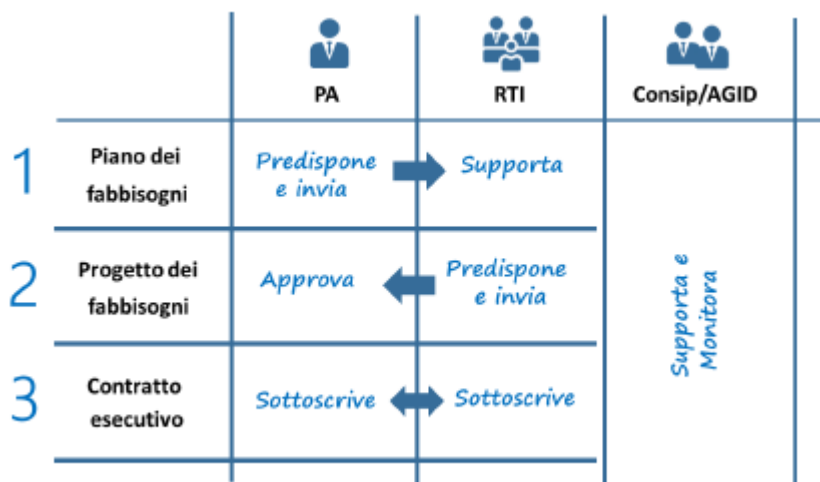 PA
RTI
Consip/AGID
1
Piano dei
fabbisogni
Predispone
e invia
Supporta
2
Progetto dei
fabbisogni
Approva
Predispone
e invia
3
Contratto
esecutivo
Sottoscrive
Sottoscrive
Supporta e
Monitora